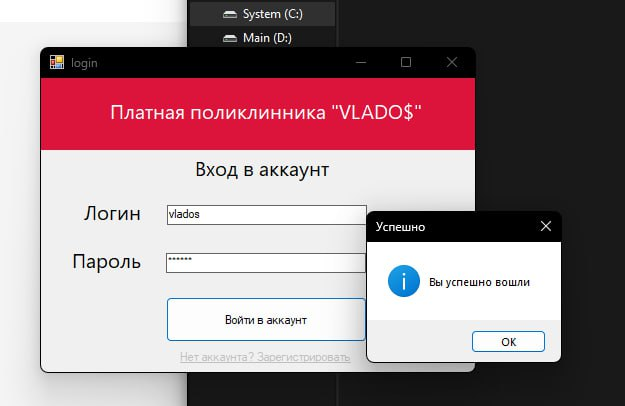 System (C:)
Main (D:)
login
Платная поликлинника "VLADO$"
Вход в аккаунт
Логин
vlados
Успешно
Пароль
******
Вы успешно вошли
Войти в аккаунт
OK
Нет аккаунта? Зарегистрировать